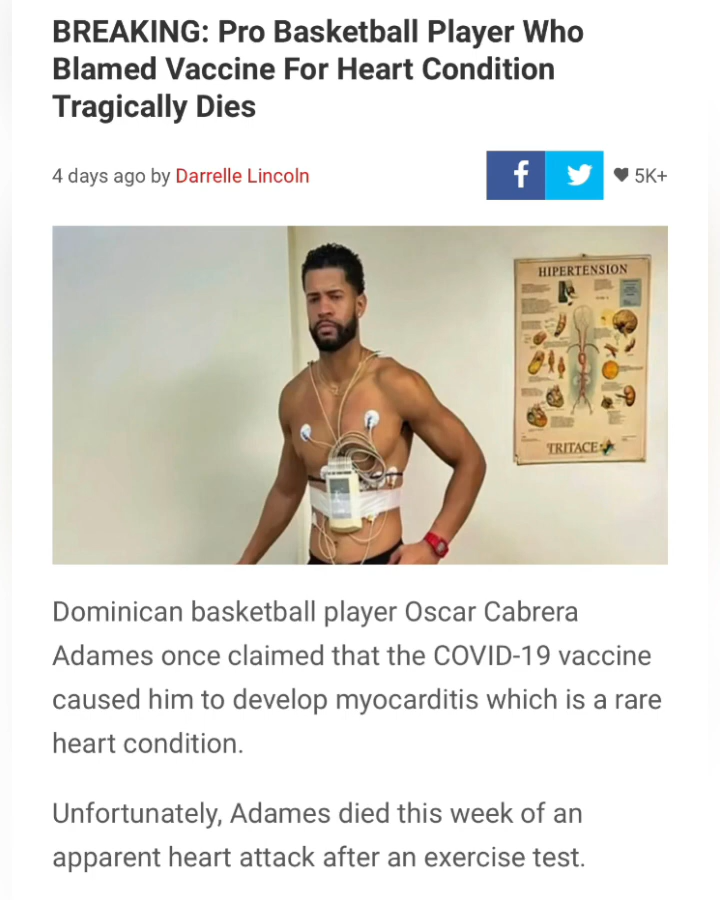 BREAKING: Pro Basketball Player Who
Blamed Vaccine For Heart Condition
Tragically Dies
4 days ago by Darrelle Lincoln
f
5K+
HIPERTENSION
TRITACE
Dominican basketball player Oscar Cabrera
Adames once claimed that the COVID-19 vaccine
caused him to develop myocarditis which is a rare
heart condition.
Unfortunately, Adames died this week of an
apparent heart attack after an exercise test.